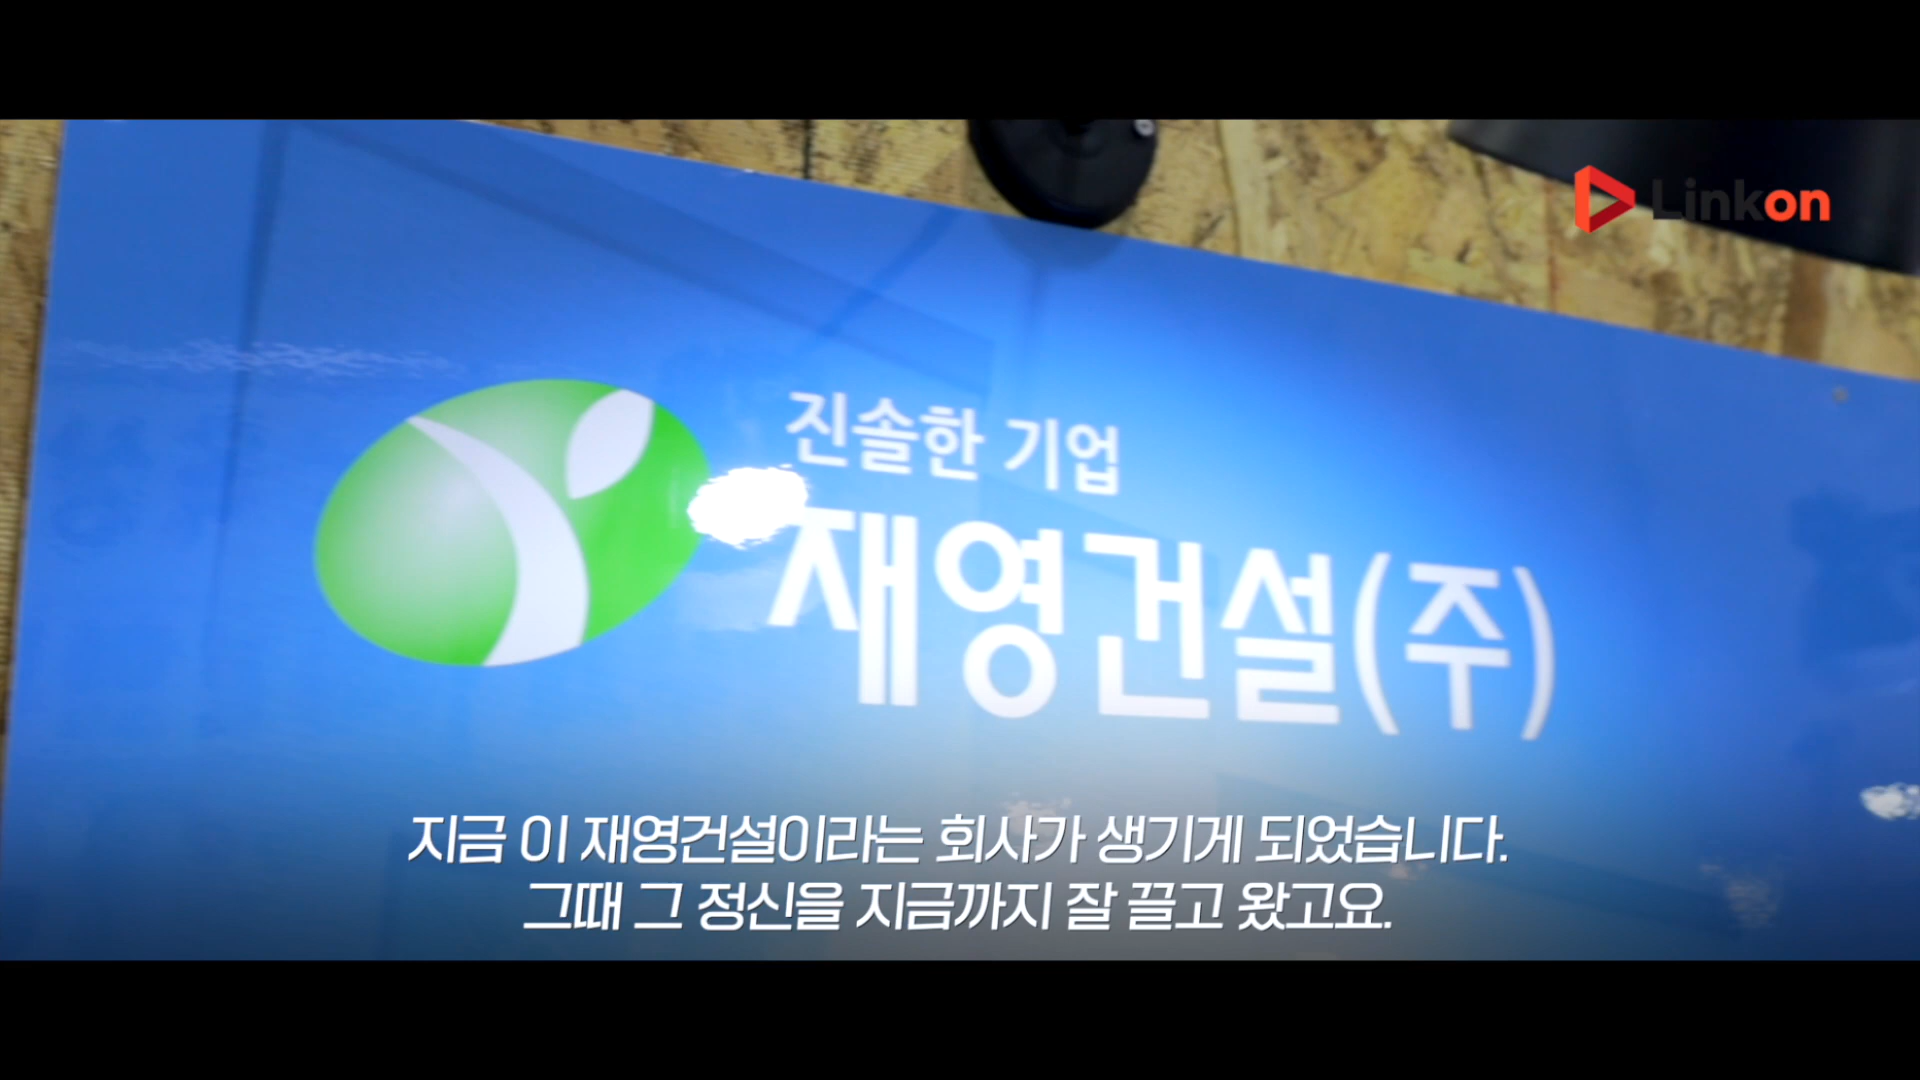 Linkon
진솔한 기업
재영건설(주)
지금 이 재영건설이라는 회사가 생기게 되었습니다.
그때 그 정신을 지금까지 잘 끌고 왔고요.